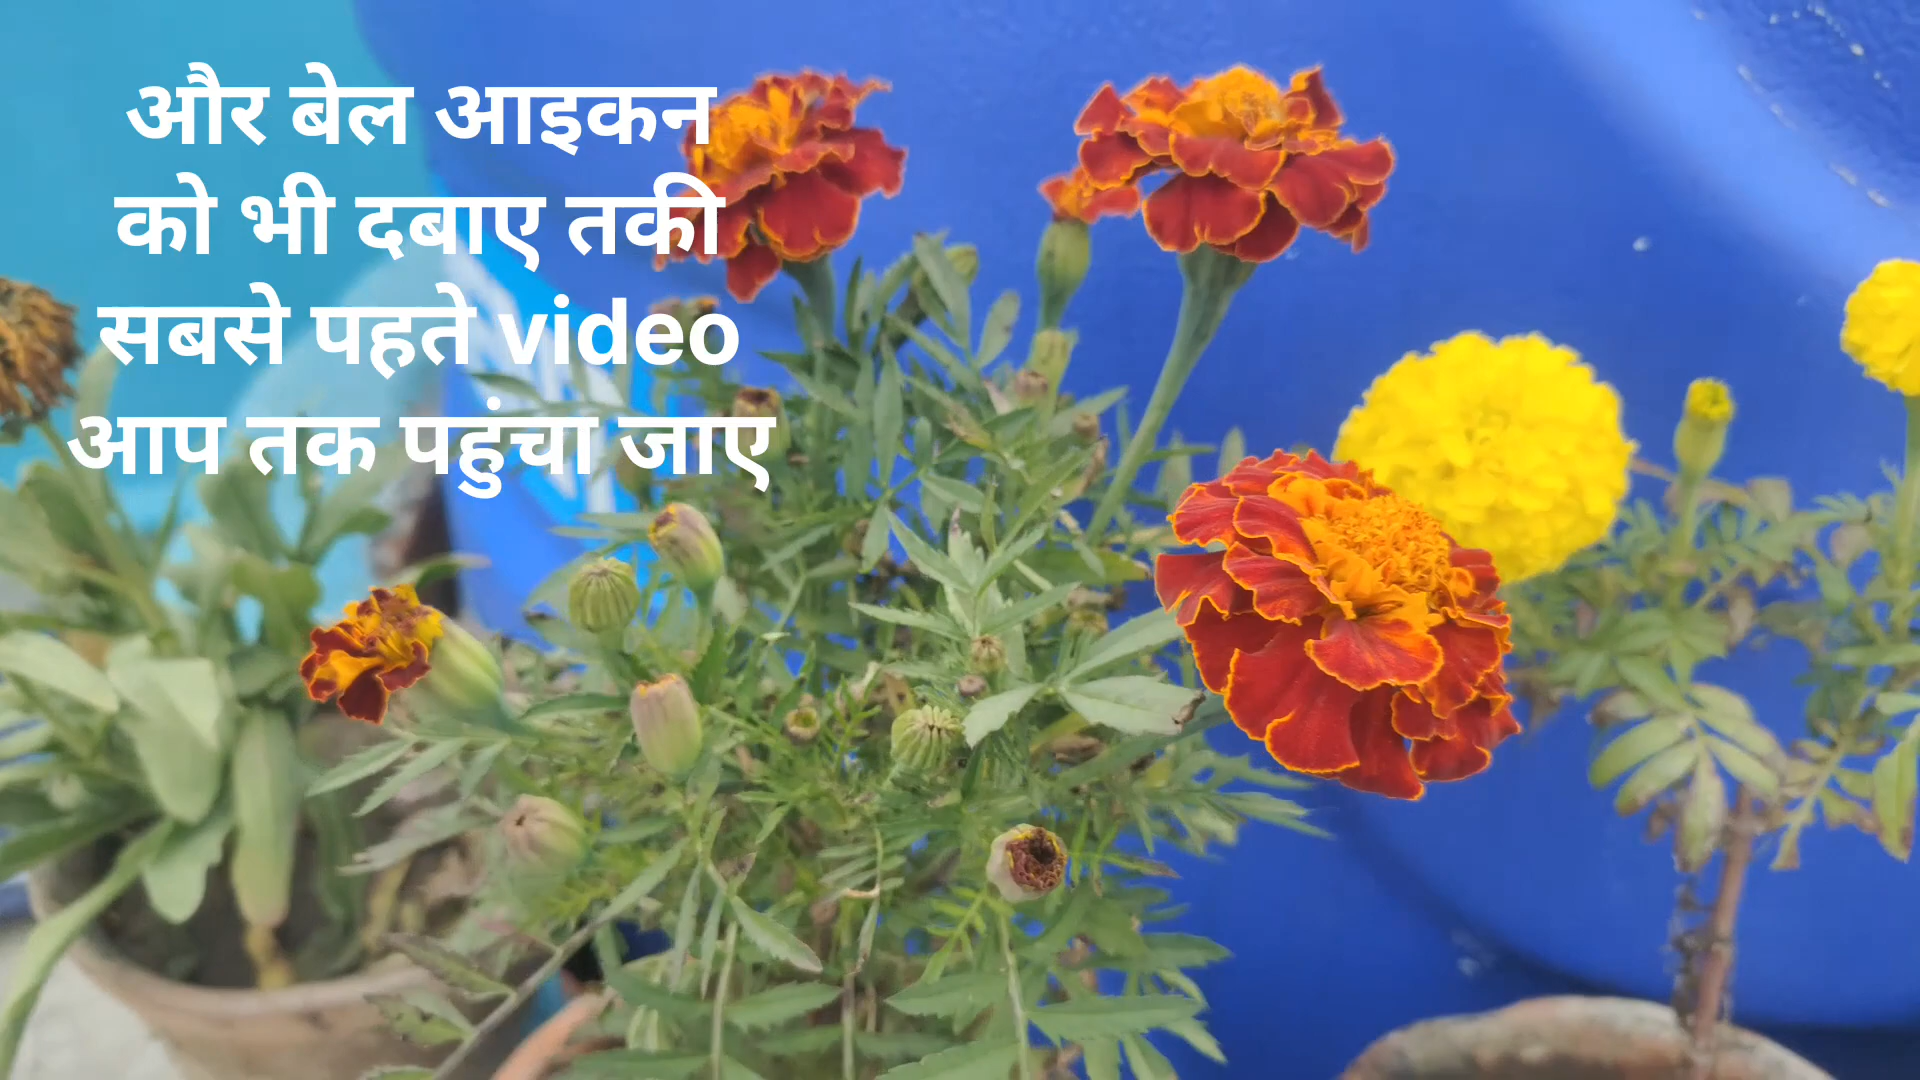 और बेल आइकन
को भी दबाए तकी
सबसे पहते video
आप तक पहुंचा जाए